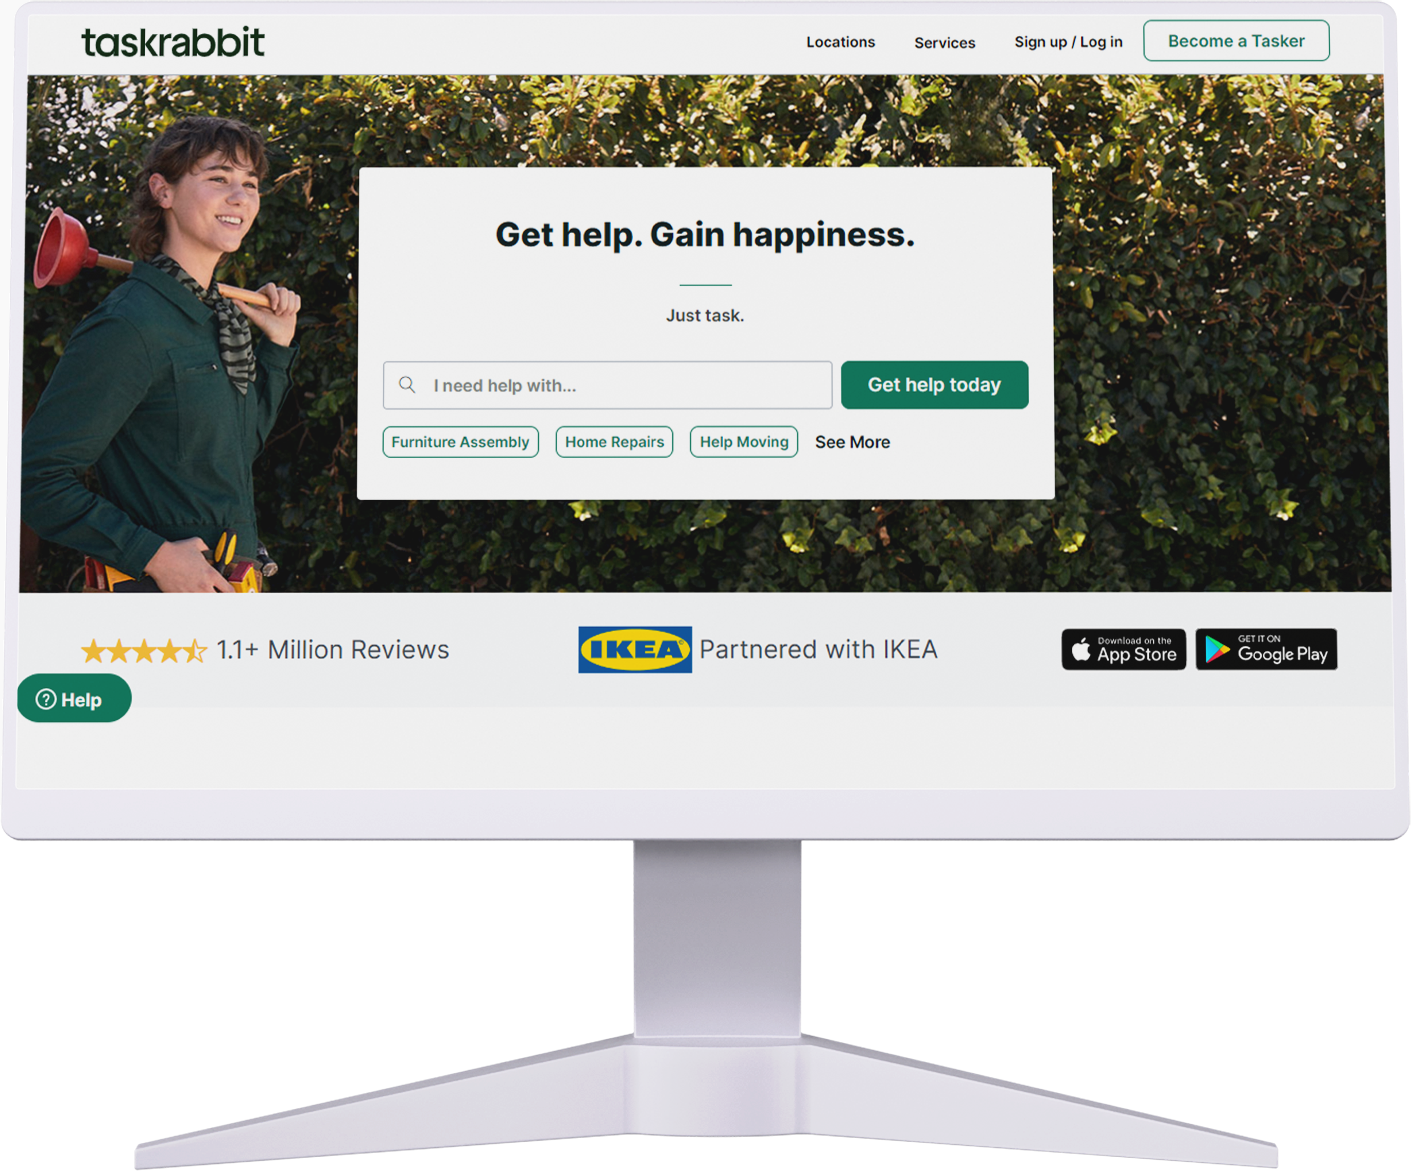 taskrabbit
Locations
Services
Sign up / Log in
Become a Tasker
Get help. Gain happiness.
Just task.
I need help with...
Get help today
Furniture Assembly
Home Repairs
Help Moving
See More
1.1+ Million Reviews
IKEA
Partnered with IKEA
Download on the
App Store
GET IT ON
Google Play
? Help